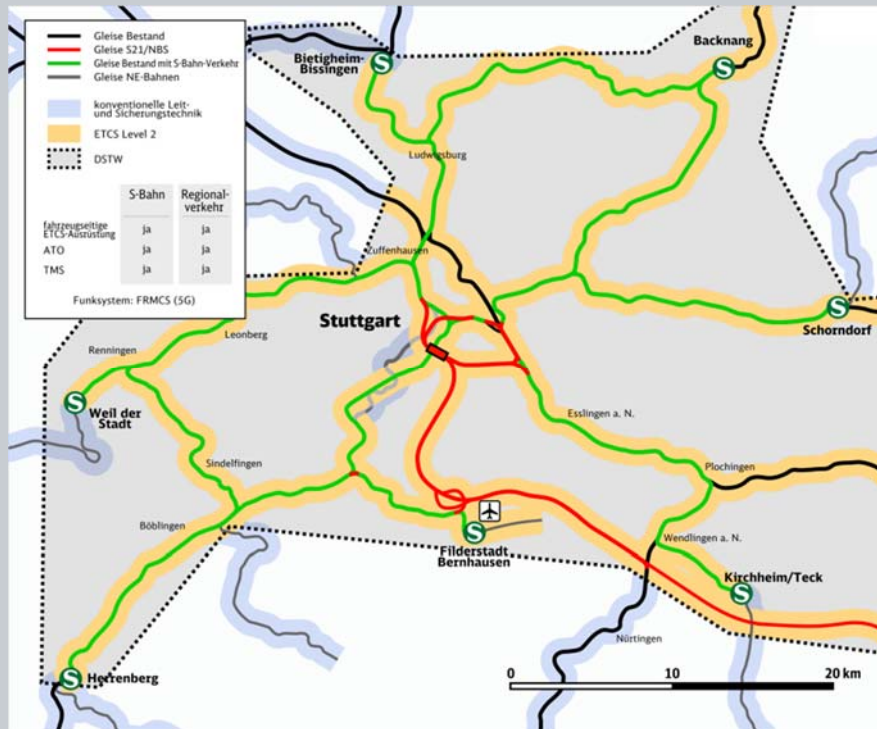 Gleise Bestand
Gleise S21/NBS
Gleise Bestand mit S-Bahn-Verkehr
Gleise NE-Bahnen
konventionelle Leit-
und Sicherungstechnik
ETCS Level 2
DSTW
S-Bahn
Regional-
verkehr
fahrzeugseitige
ETCS-Ausrüstung
ja
ja
ATO
ja
ja
TMS
ja
ja
Funksystem: FRMCS (5G)
Backnang
S
Bietigheim-
Bissingen
S
Ludwigsburg
Zuffenhausen
Stuttgart
S
Schorndorf
Leonberg
Renningen
S
Weil der
Stadt
Esslingen a. N.
Sindelfingen
Plochingen
Böblingen
S
Filderstadt
Bernhausen
Wendlingen a. N.
Kirchheim/Teck
S
Nürtingen
S
Herrenberg
0
10
20 km